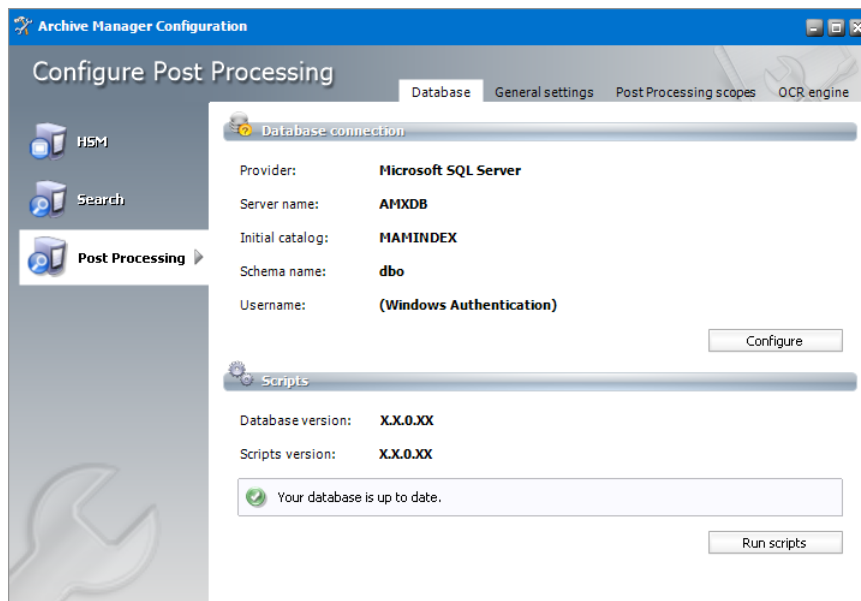 Archive Manager Configuration
Configure Post Processing
Database General settings Post Processing scopes OCR engine
HSM
Search
Post Processing
Database connection
Provider: Microsoft SQL Server
Server name: AMXDB
Initial catalog: MAMINDEX
Schema name: dbo
Username: (Windows Authentication)
Configure
Scripts
Database version: X.X.0.XX
Scripts version: X.X.0.XX
Your database is up to date.
Run scripts